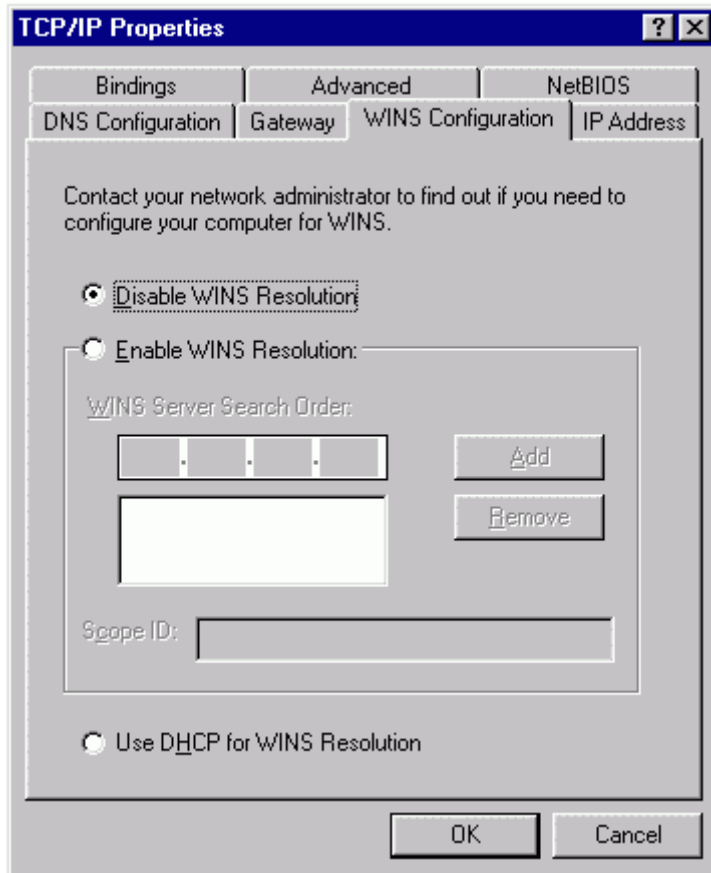 TCP/IP Properties
Bindings Advanced NetBIOS
DNS Configuration Gateway WINS Configuration IP Address
Contact your network administrator to find out if you need to
configure your computer for WINS.
Disable WINS Resolution
Enable WINS Resolution:
WINS Server Search Order:
. . .
Add
Remove
Scope ID:
Use DHCP for WINS Resolution
OK Cancel